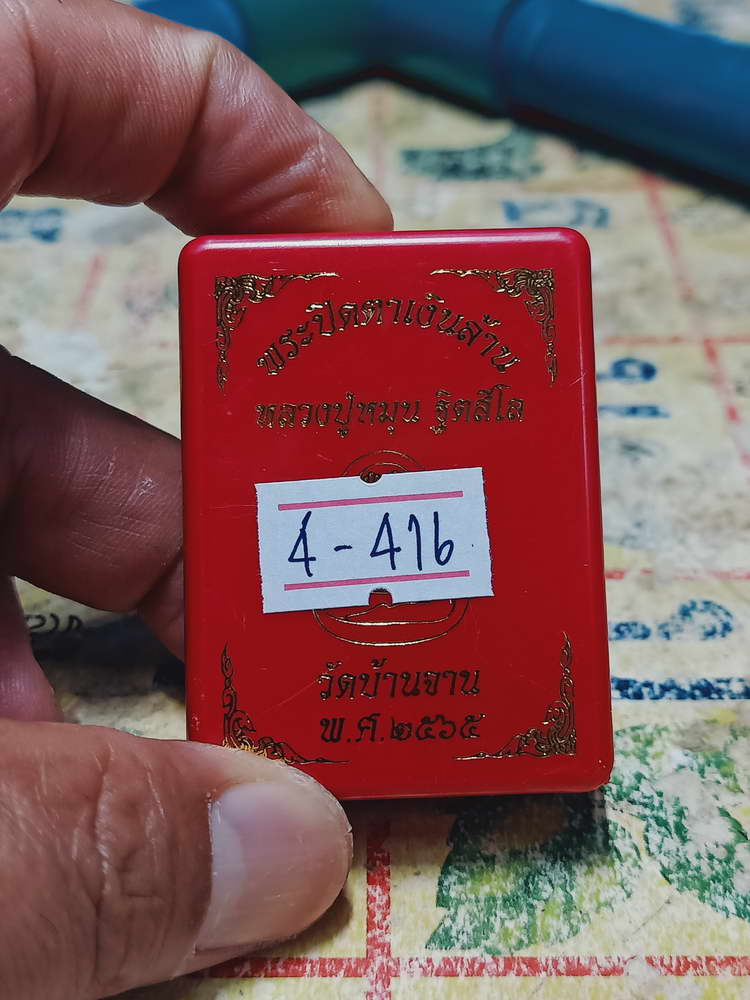 พระปิดตาเงินล้าน
หลวงปู่หมุน ฐิตสีโล
4-416
วัดบ้านจาน
พ.ศ.๒๕๖๕